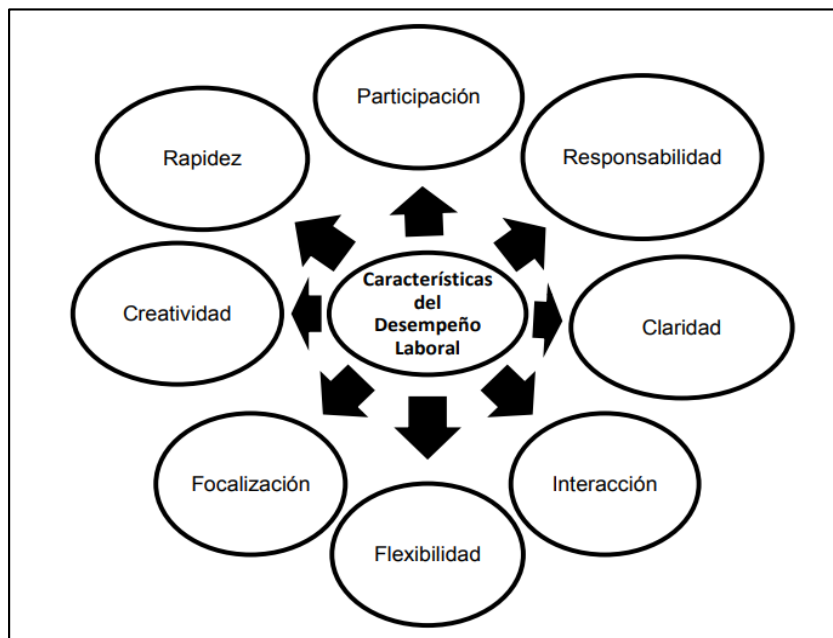 Participación
Rapidez
Responsabilidad
Características
del
Desempeño
Laboral
Creatividad
Claridad
Focalización
Interacción
Flexibilidad